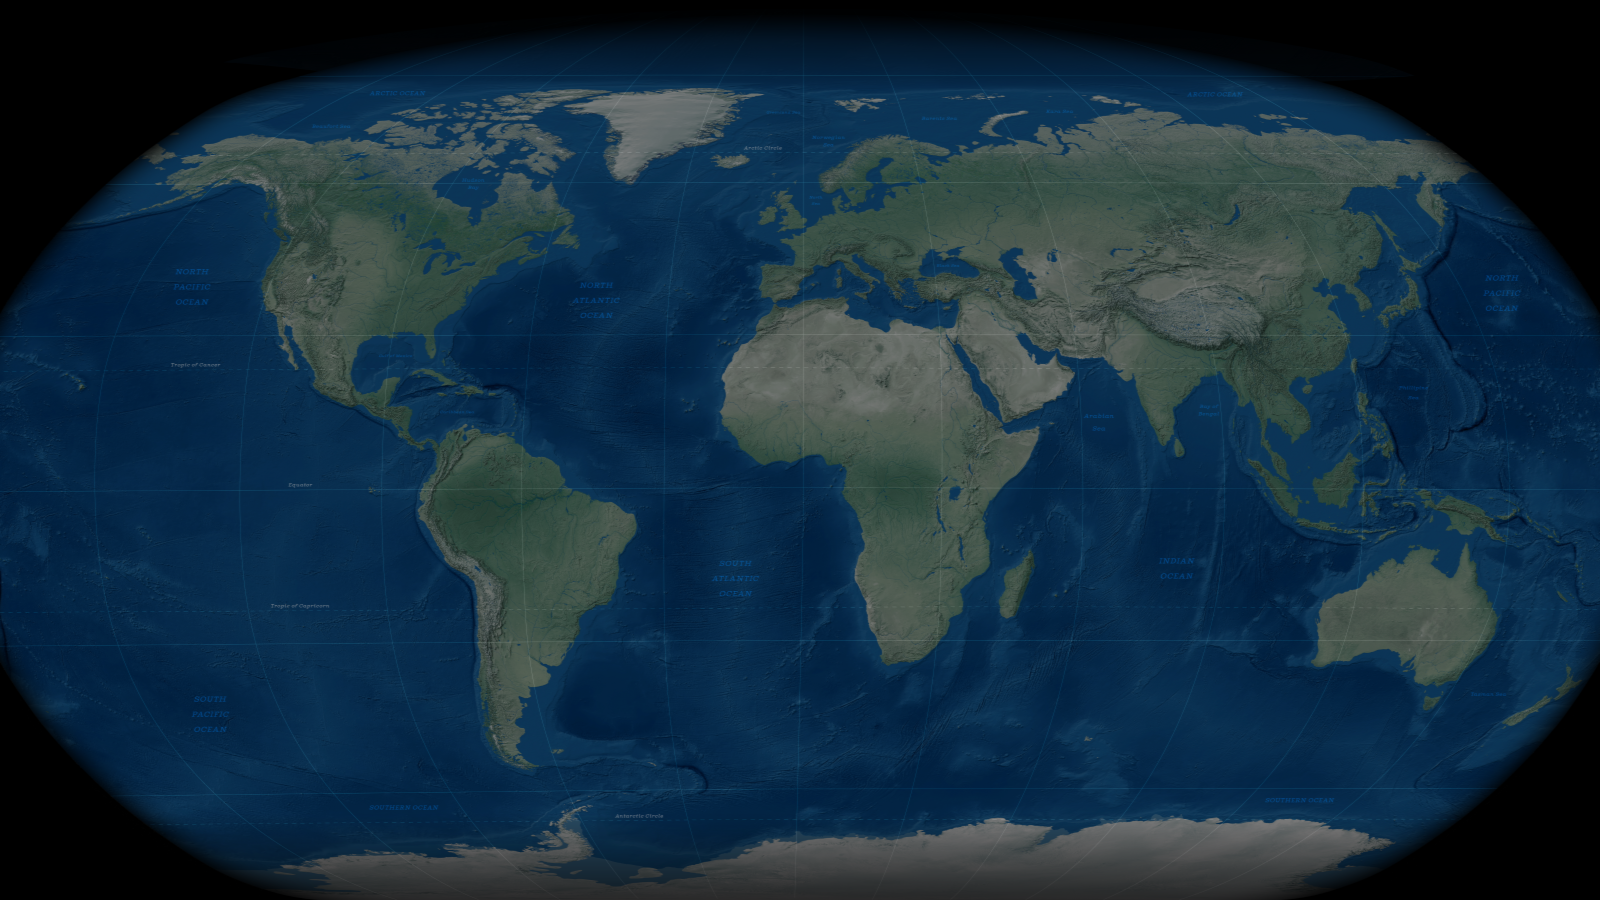 ARCTIC OCEAN
ARCTIC OCEAN
Arctic Circle
NORTH
PACIFIC
OCEAN
NORTH
ATLANTIC
OCEAN
NORTH
PACIFIC
OCEAN
Tropic of Cancer
Arabian
Sea
Bay of
Bengal
Equator
SOUTH
ATLANTIC
OCEAN
INDIAN
OCEAN
Tropic of Capricorn
SOUTH
PACIFIC
OCEAN
SOUTHERN OCEAN
Antarctic Circle